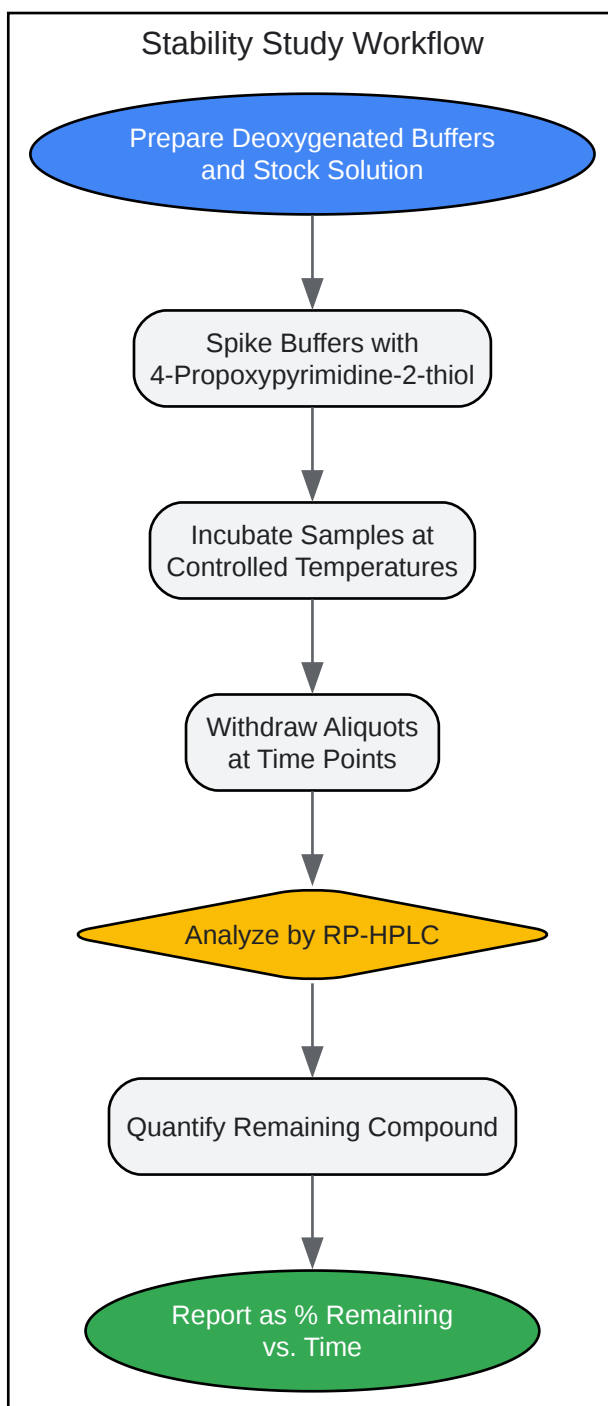 Stability Study Workflow
Prepare Deoxygenated Buffers
and Stock Solution
Spike Buffers with
4-Propoxypyrimidine-2-thiol
Incubate Samples at
Controlled Temperatures
Withdraw Aliquots
at Time Points
Analyze by RP-HPLC
Quantify Remaining Compound
Report as % Remaining
vs. Time